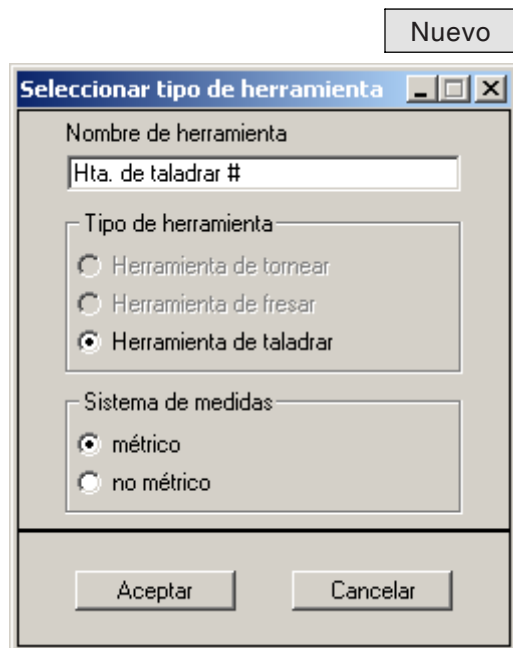 Nuevo
Seleccionar tipo de herramienta
Nombre de herramienta
Hta. de taladrar #
Tipo de herramienta
Herramienta de tornear
Herramienta de fresar
Herramienta de taladrar
Sistema de medidas
métrico
no métrico
Aceptar Cancelar